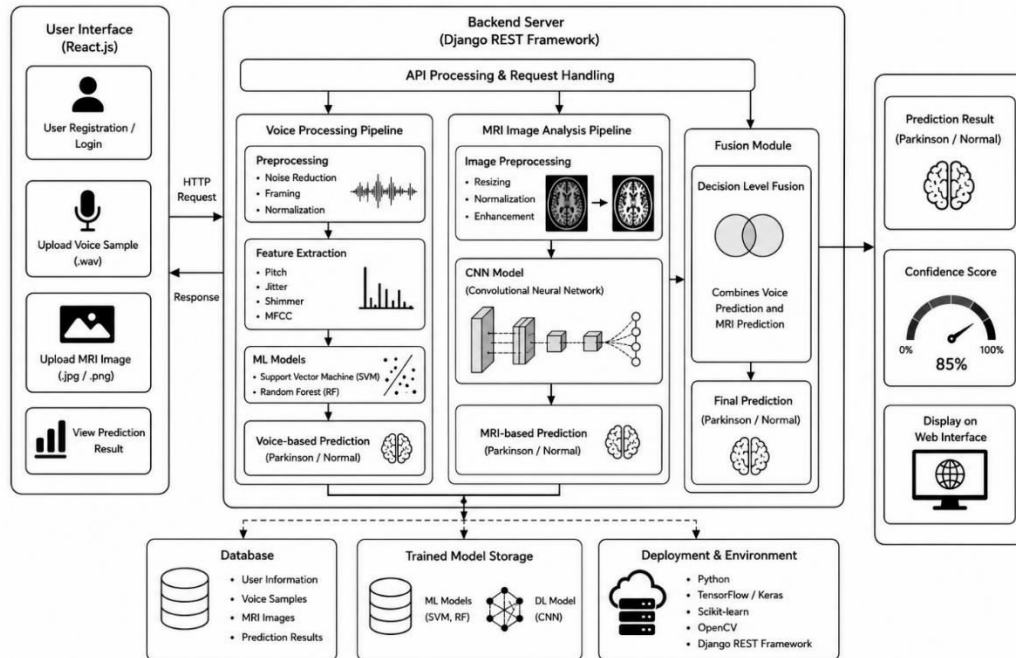 User Interface
(React.js)
User Registration /
Login
Upload Voice Sample
(.wav)
Upload MRI Image
(.jpg / .png)
View Prediction
Result
HTTP
Request
Response
Backend Server
(Django REST Framework)
API Processing & Request Handling
Voice Processing Pipeline
Preprocessing
• Noise Reduction
• Framing
• Normalization
Feature Extraction
• Pitch
• Jitter
• Shimmer
• MFCC
ML Models
• Support Vector Machine (SVM)
• Random Forest (RF)
Voice-based Prediction
(Parkinson / Normal)
MRI Image Analysis Pipeline
Image Preprocessing
• Resizing
• Normalization
• Enhancement
CNN Model
(Convolutional Neural Network)
MRI-based Prediction
(Parkinson / Normal)
Fusion Module
Decision Level Fusion
Combines Voice
Prediction and
MRI Prediction
Final Prediction
(Parkinson / Normal)
Prediction Result
(Parkinson / Normal)
Confidence Score
0%
100%
85%
Display on
Web Interface
Database
• User Information
• Voice Samples
• MRI Images
• Prediction Results
Trained Model Storage
ML Models
(SVM, RF)
DL Model
(CNN)
Deployment & Environment
• Python
• TensorFlow / Keras
• Scikit-learn
• OpenCV
• Django REST Framework